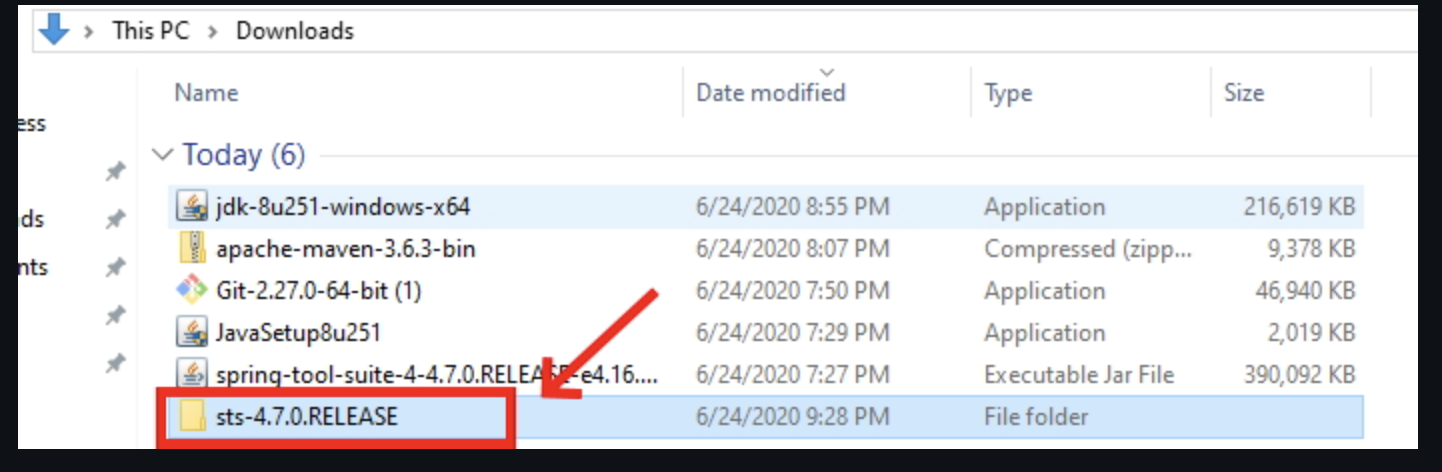 This PC > Downloads
Name Date modified Type Size
ess
Today (6)
jdk-8u251-windows-x64 6/24/2020 8:55 PM Application 216,619 KB
ds
apache-maven-3.6.3-bin 6/24/2020 8:07 PM Compressed (zipp... 9,378 KB
nts
Git-2.27.0-64-bit (1) 6/24/2020 7:50 PM Application 46,940 KB
JavaSetup8u251 6/24/2020 7:29 PM Application 2,019 KB
spring-tool-suite-4-4.7.0.RELEASE-e4.16.... 6/24/2020 7:27 PM Executable Jar File 390,092 KB
sts-4.7.0.RELEASE 6/24/2020 9:28 PM File folder